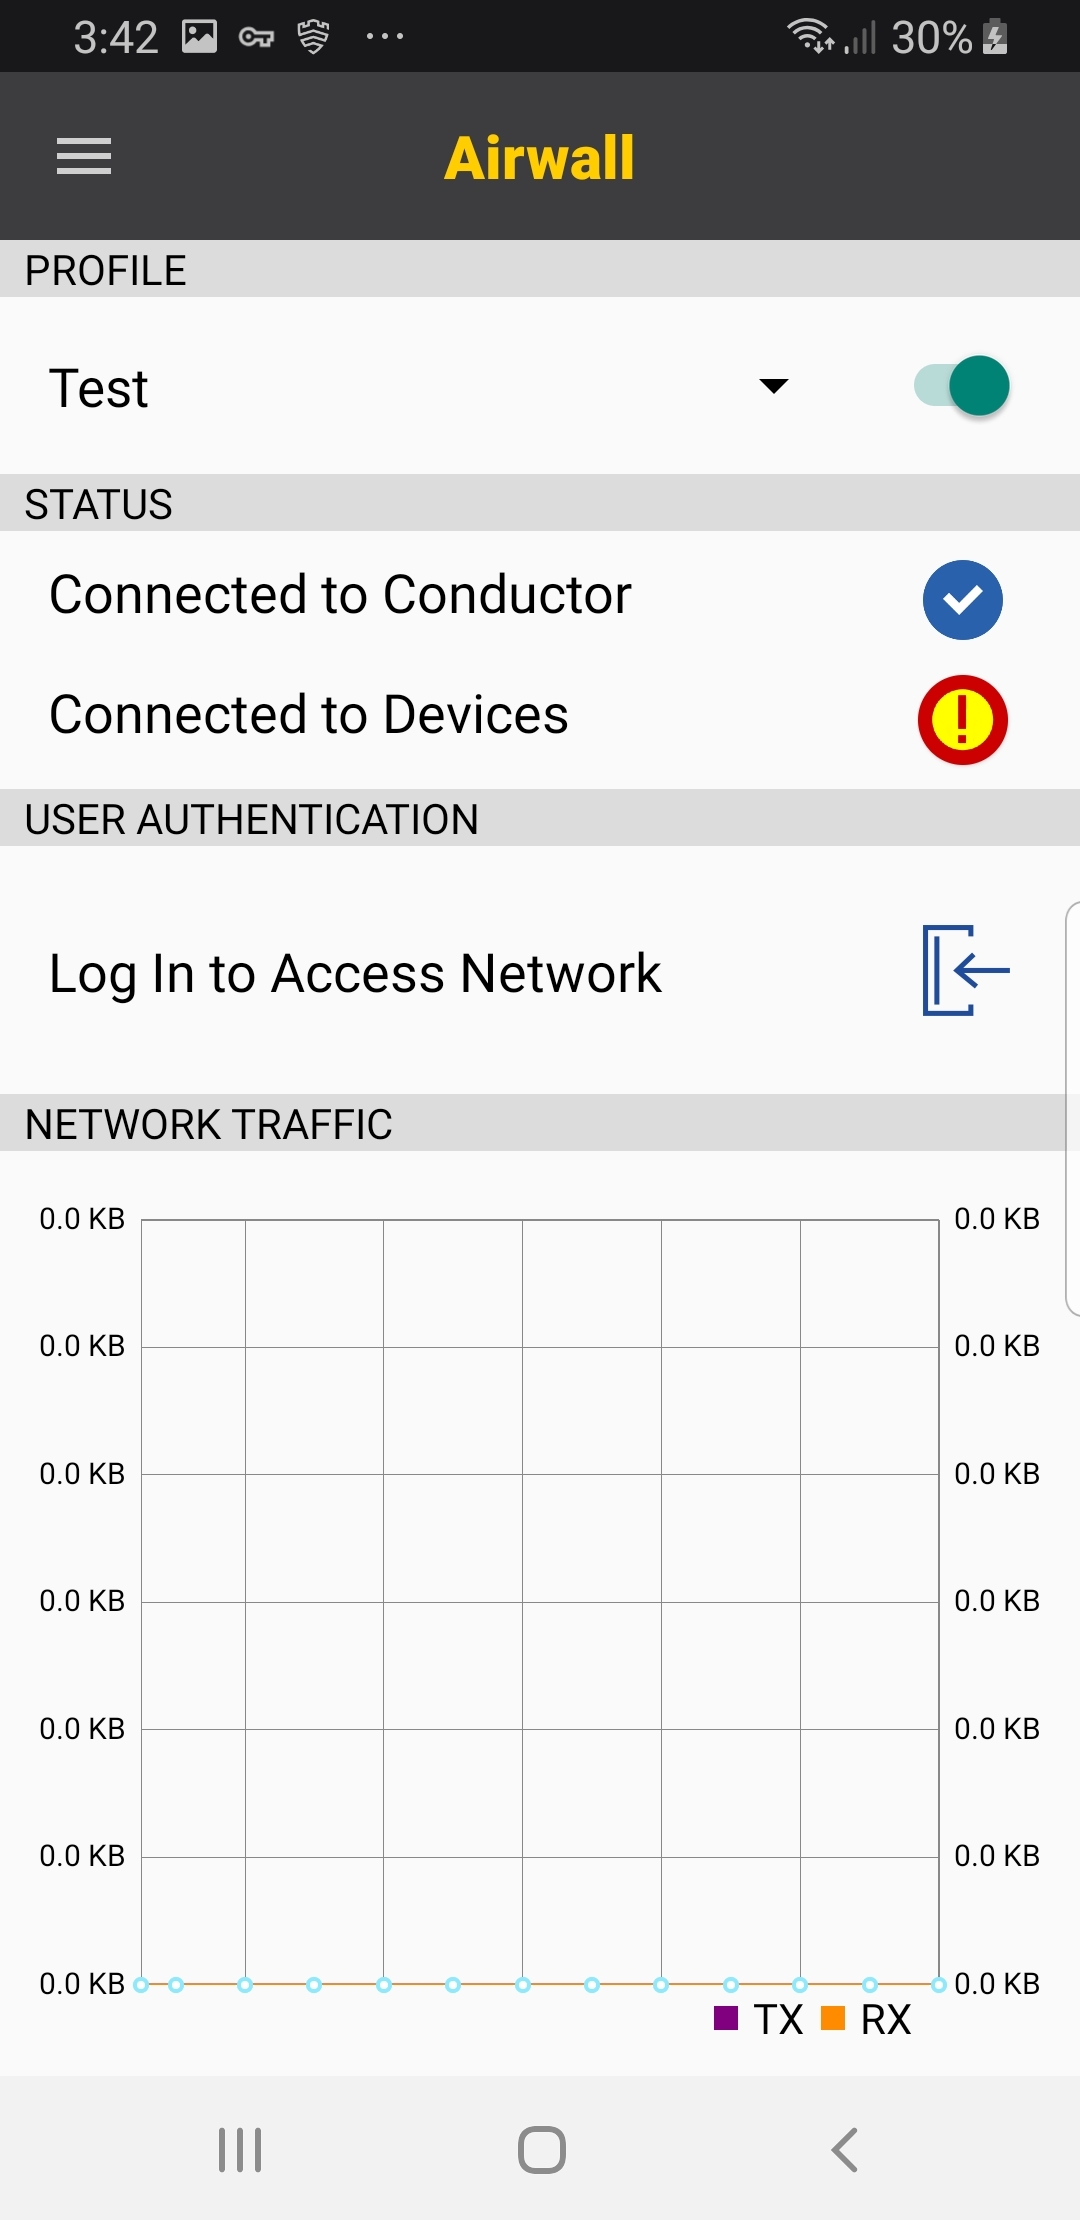 3:42 30%
Airwall
PROFILE
Test
STATUS
Connected to Conductor
Connected to Devices
USER AUTHENTICATION
Log In to Access Network
NETWORK TRAFFIC
0.0 KB 0.0 KB
0.0 KB 0.0 KB
0.0 KB 0.0 KB
0.0 KB 0.0 KB
0.0 KB 0.0 KB
0.0 KB 0.0 KB
0.0 KB 0.0 KB
TX RX